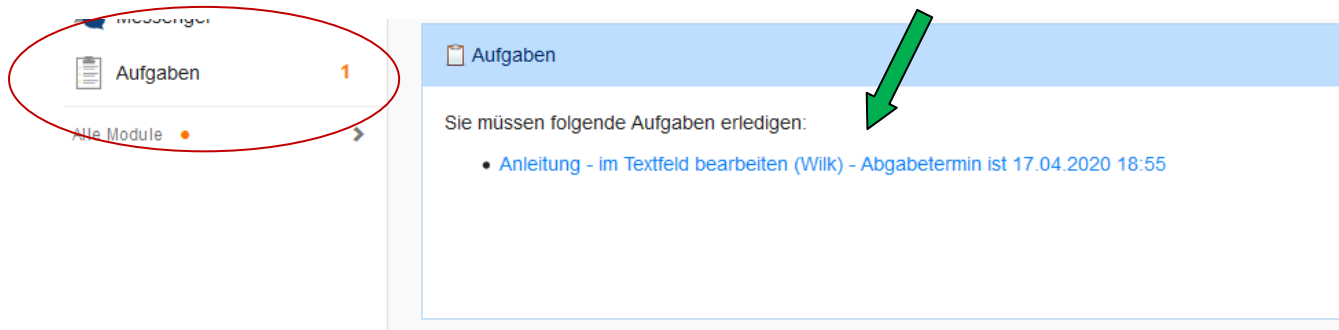 Messenger
Aufgaben 1
Alle Module
Aufgaben
Sie müssen folgende Aufgaben erledigen:
Anleitung - im Textfeld bearbeiten (Wilk) - Abgabetermin ist 17.04.2020 18:55